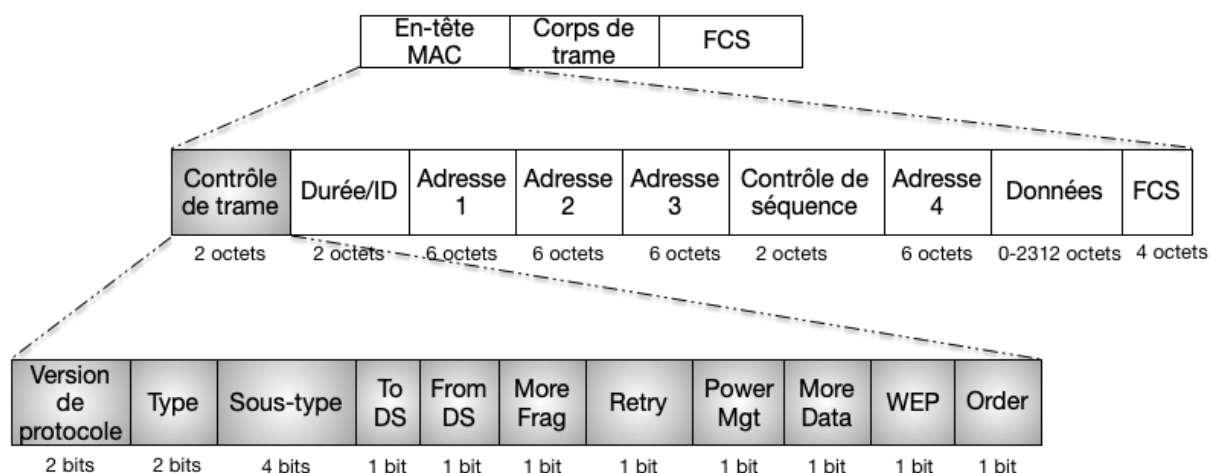 En-tête MAC
Corps de trame
FCS
Contrôle de trame
Durée/ID
Adresse 1
Adresse 2
Adresse 3
Contrôle de séquence
Adresse 4
Données
FCS
2 octets
2 octets
6 octets
6 octets
6 octets
2 octets
6 octets
0-2312 octets
4 octets
Version de protocole
Type
Sous-type
To DS
From DS
More Frag
Retry
Power Mgt
More Data
WEP
Order
2 bits
2 bits
4 bits
1 bit
1 bit
1 bit
1 bit
1 bit
1 bit
1 bit
1 bit